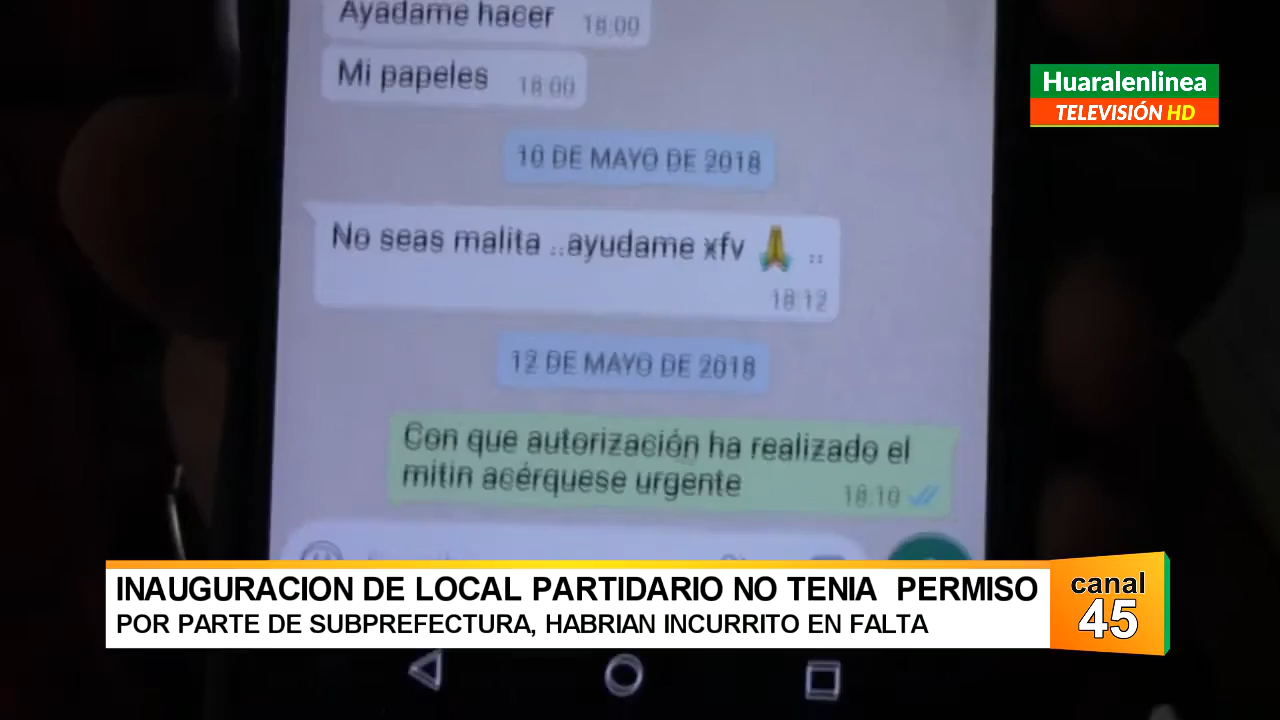 Ayadame hacer 18:00
Mi papeles 18:00
Huaralenlinea
TELEVISIÓN HD
10 DE MAYO DE 2018
No seas malita ..ayudame xfv 🙏 ..
18:12
12 DE MAYO DE 2018
Con que autorización ha realizado el
mitin acérquese urgente 18:10
INAUGURACION DE LOCAL PARTIDARIO NO TENIA PERMISO
POR PARTE DE SUBPREFECTURA, HABRIAN INCURRITO EN FALTA
canal
45